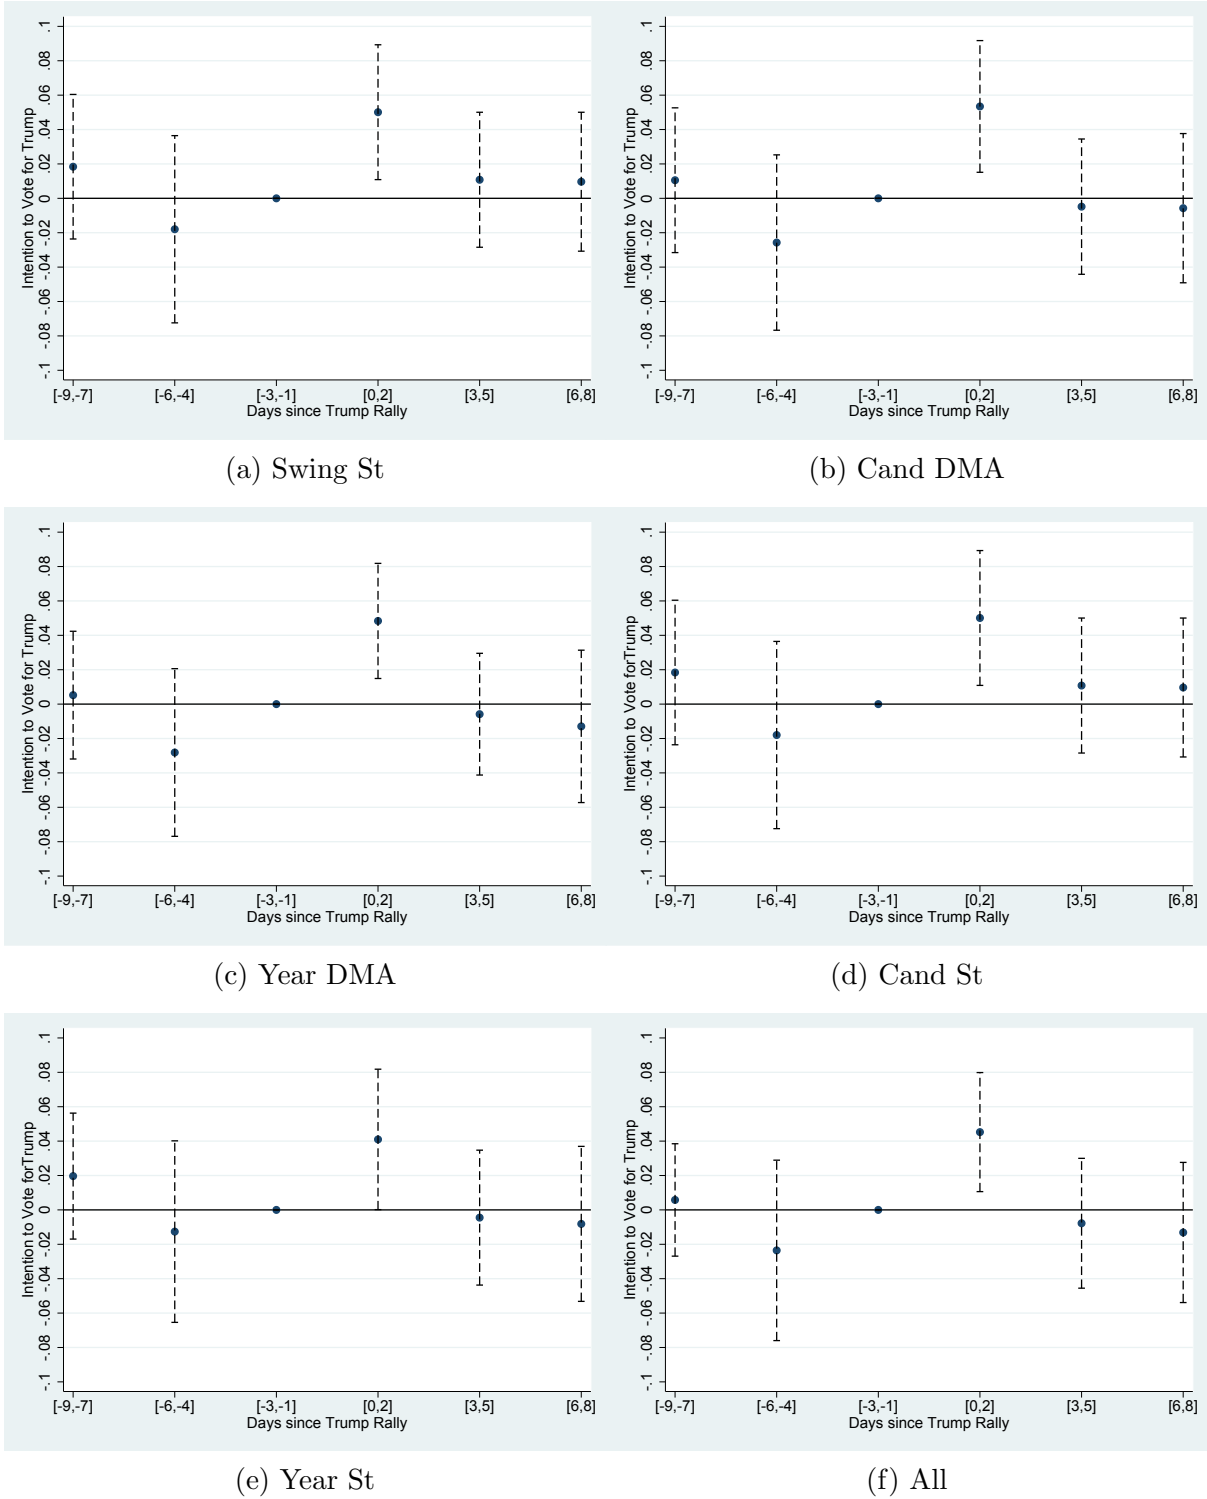 Intention to Vote for Trump
.1
.08
.06
.04
.02
0
-.02
-.04
-.06
-.08
-.1
[-9,-7] [-6,-4] [-3,-1] [0,2] [3,5] [6,8]
Days since Trump Rally
(a) Swing St
Intention to Vote for Trump
.1
.08
.06
.04
.02
0
-.02
-.04
-.06
-.08
-.1
[-9,-7] [-6,-4] [-3,-1] [0,2] [3,5] [6,8]
Days since Trump Rally
(b) Cand DMA
Intention to Vote for Trump
.1
.08
.06
.04
.02
0
-.02
-.04
-.06
-.08
-.1
[-9,-7] [-6,-4] [-3,-1] [0,2] [3,5] [6,8]
Days since Trump Rally
(c) Year DMA
Intention to Vote forTrump
.1
.08
.06
.04
.02
0
-.02
-.04
-.06
-.08
-.1
[-9,-7] [-6,-4] [-3,-1] [0,2] [3,5] [6,8]
Days since Trump Rally
(d) Cand St
Intention to Vote forTrump
.1
.08
.06
.04
.02
0
-.02
-.04
-.06
-.08
-.1
[-9,-7] [-6,-4] [-3,-1] [0,2] [3,5] [6,8]
Days since Trump Rally
(e) Year St
Intention to Vote for Trump
.1
.08
.06
.04
.02
0
-.02
-.04
-.06
-.08
-.1
[-9,-7] [-6,-4] [-3,-1] [0,2] [3,5] [6,8]
Days since Trump Rally
(f) All